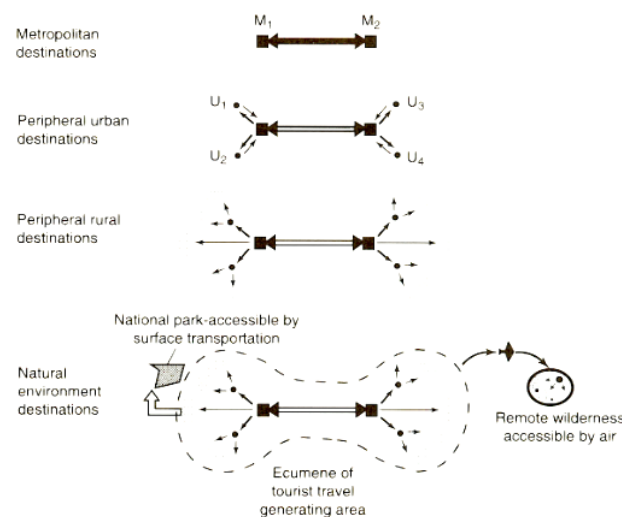 Metropolitan
destinations
M1
M2
Peripheral urban
destinations
U1
U3
U2
U4
Peripheral rural
destinations
National park-accessible by
surface transportation
Natural
environment
destinations
Remote wilderness
accessible by air
Ecumene of
tourist travel
generating area